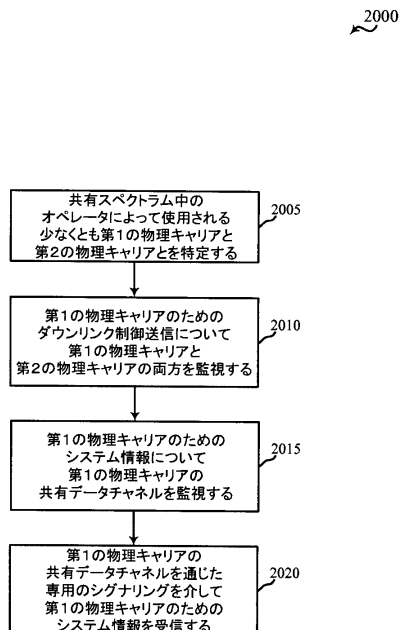 2000
共有スペクトラム中の
オペレータによって使用される
少なくとも第1の物理キャリアと
第2の物理キャリアとを特定する
2005
第1の物理キャリアのための
ダウンリンク制御送信について
第1の物理キャリアと
第2の物理キャリアの両方を監視する
2010
第1の物理キャリアのための
システム情報について
第1の物理キャリアの
共有データチャネルを監視する
2015
第1の物理キャリアの
共有データチャネルを通じた
専用のシグナリングを介して
第1の物理キャリアのための
システム情報を受信する
2020